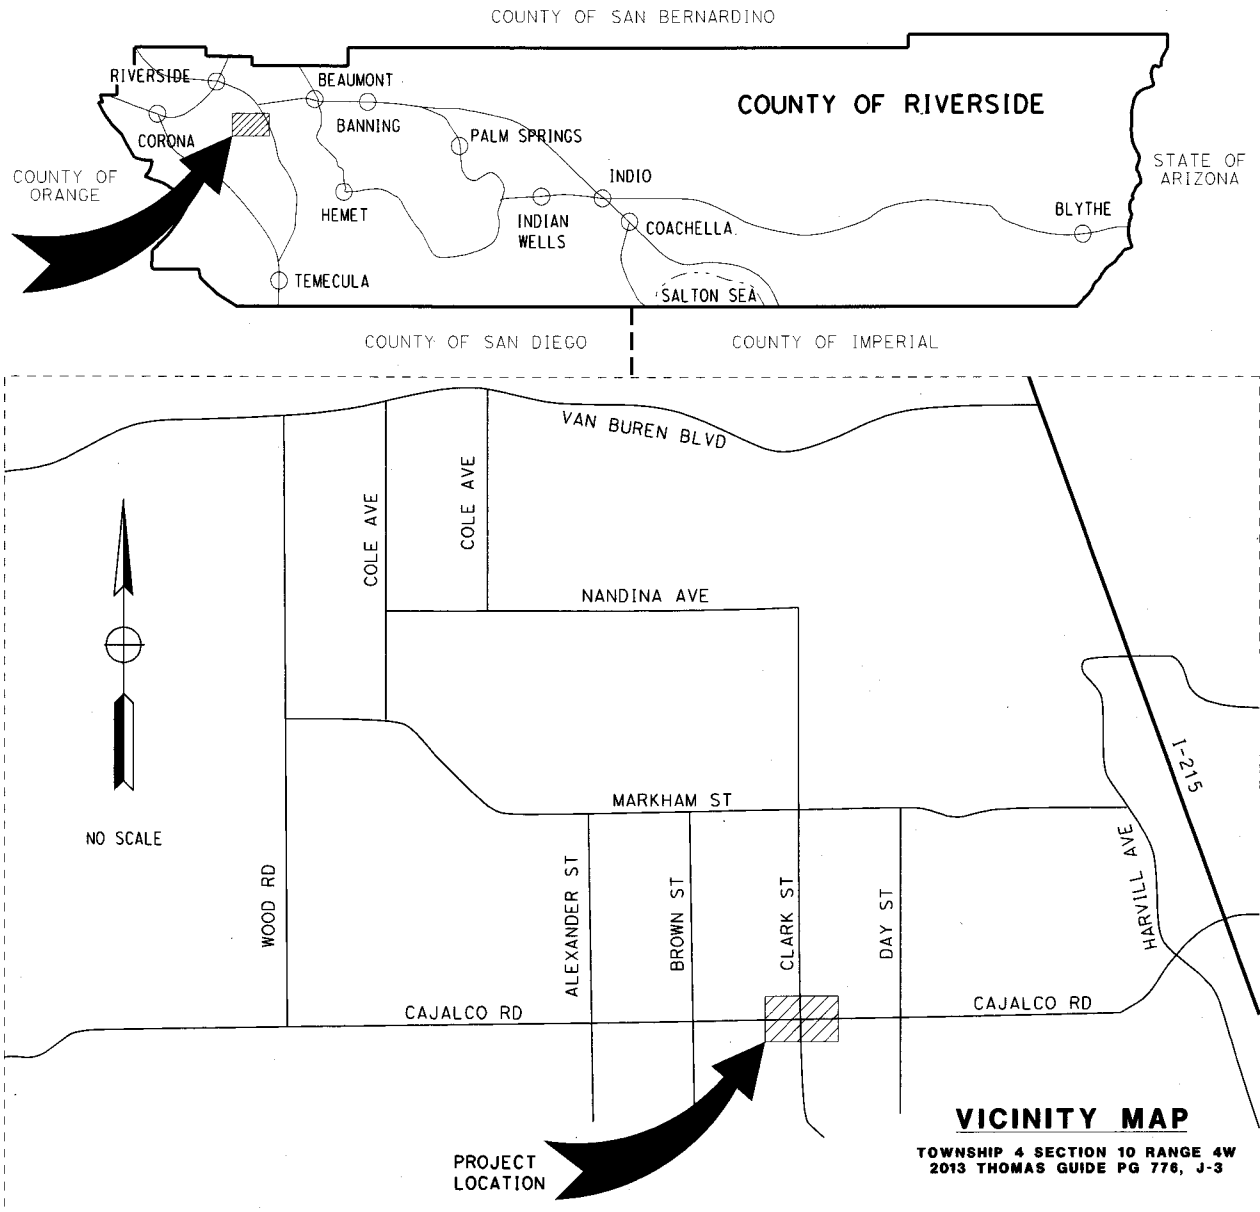 COUNTY OF SAN BERNARDINO
RIVERSIDE
BEAUMONT
COUNTY OF RIVERSIDE
BANNING
CORONA
PALM SPRINGS
STATE OF
ARIZONA
COUNTY OF
ORANGE
INDIO
HEMET
INDIAN
WELLS
COACHELLA
BLYTHE
TEMECULA
SALTON SEA
COUNTY OF SAN DIEGO
COUNTY OF IMPERIAL
VAN BUREN BLVD
COLE AVE
COLE AVE
NANDINA AVE
I-215
MARKHAM ST
NO SCALE
WOOD RD
ALEXANDER ST
BROWN ST
CLARK ST
DAY ST
HARVILL AVE
CAJALCO RD
CAJALCO RD
PROJECT
LOCATION
VICINITY MAP
TOWNSHIP 4 SECTION 10 RANGE 4W
2013 THOMAS GUIDE PG 776, J-3